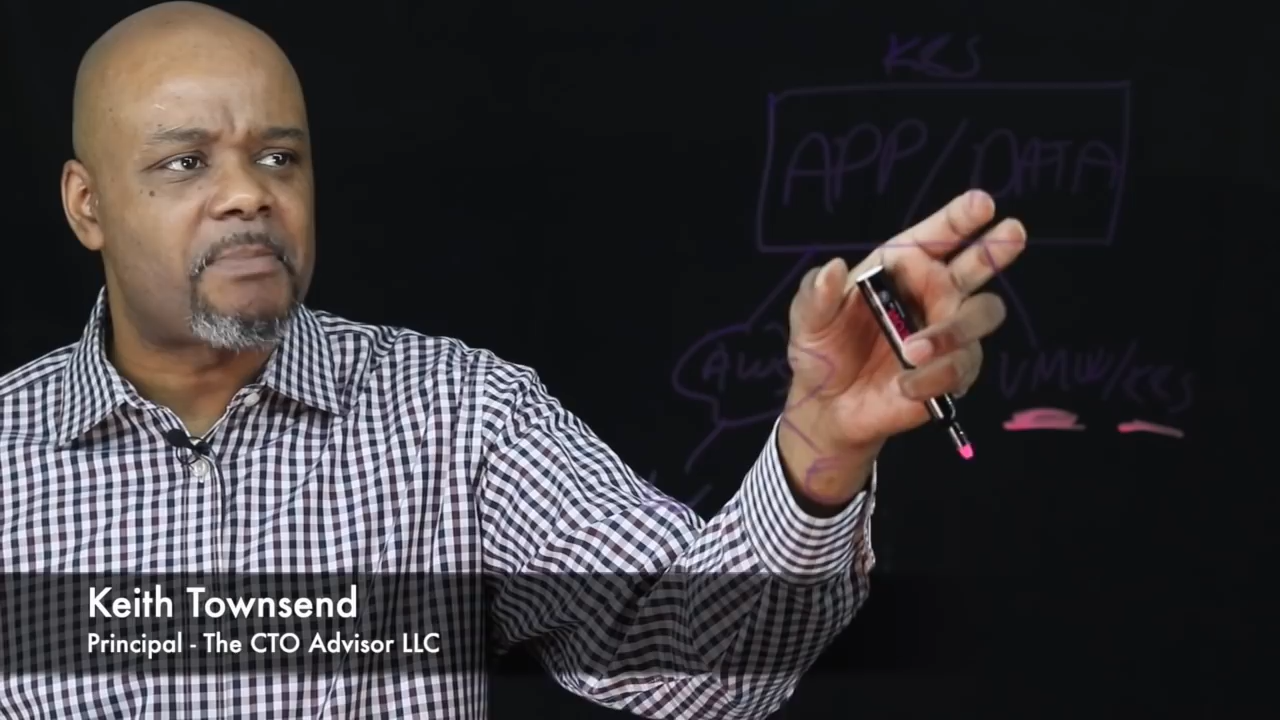 K8S
APP/DATA
AWS
VMW/K8S
Keith Townsend
Principal - The CTO Advisor LLC